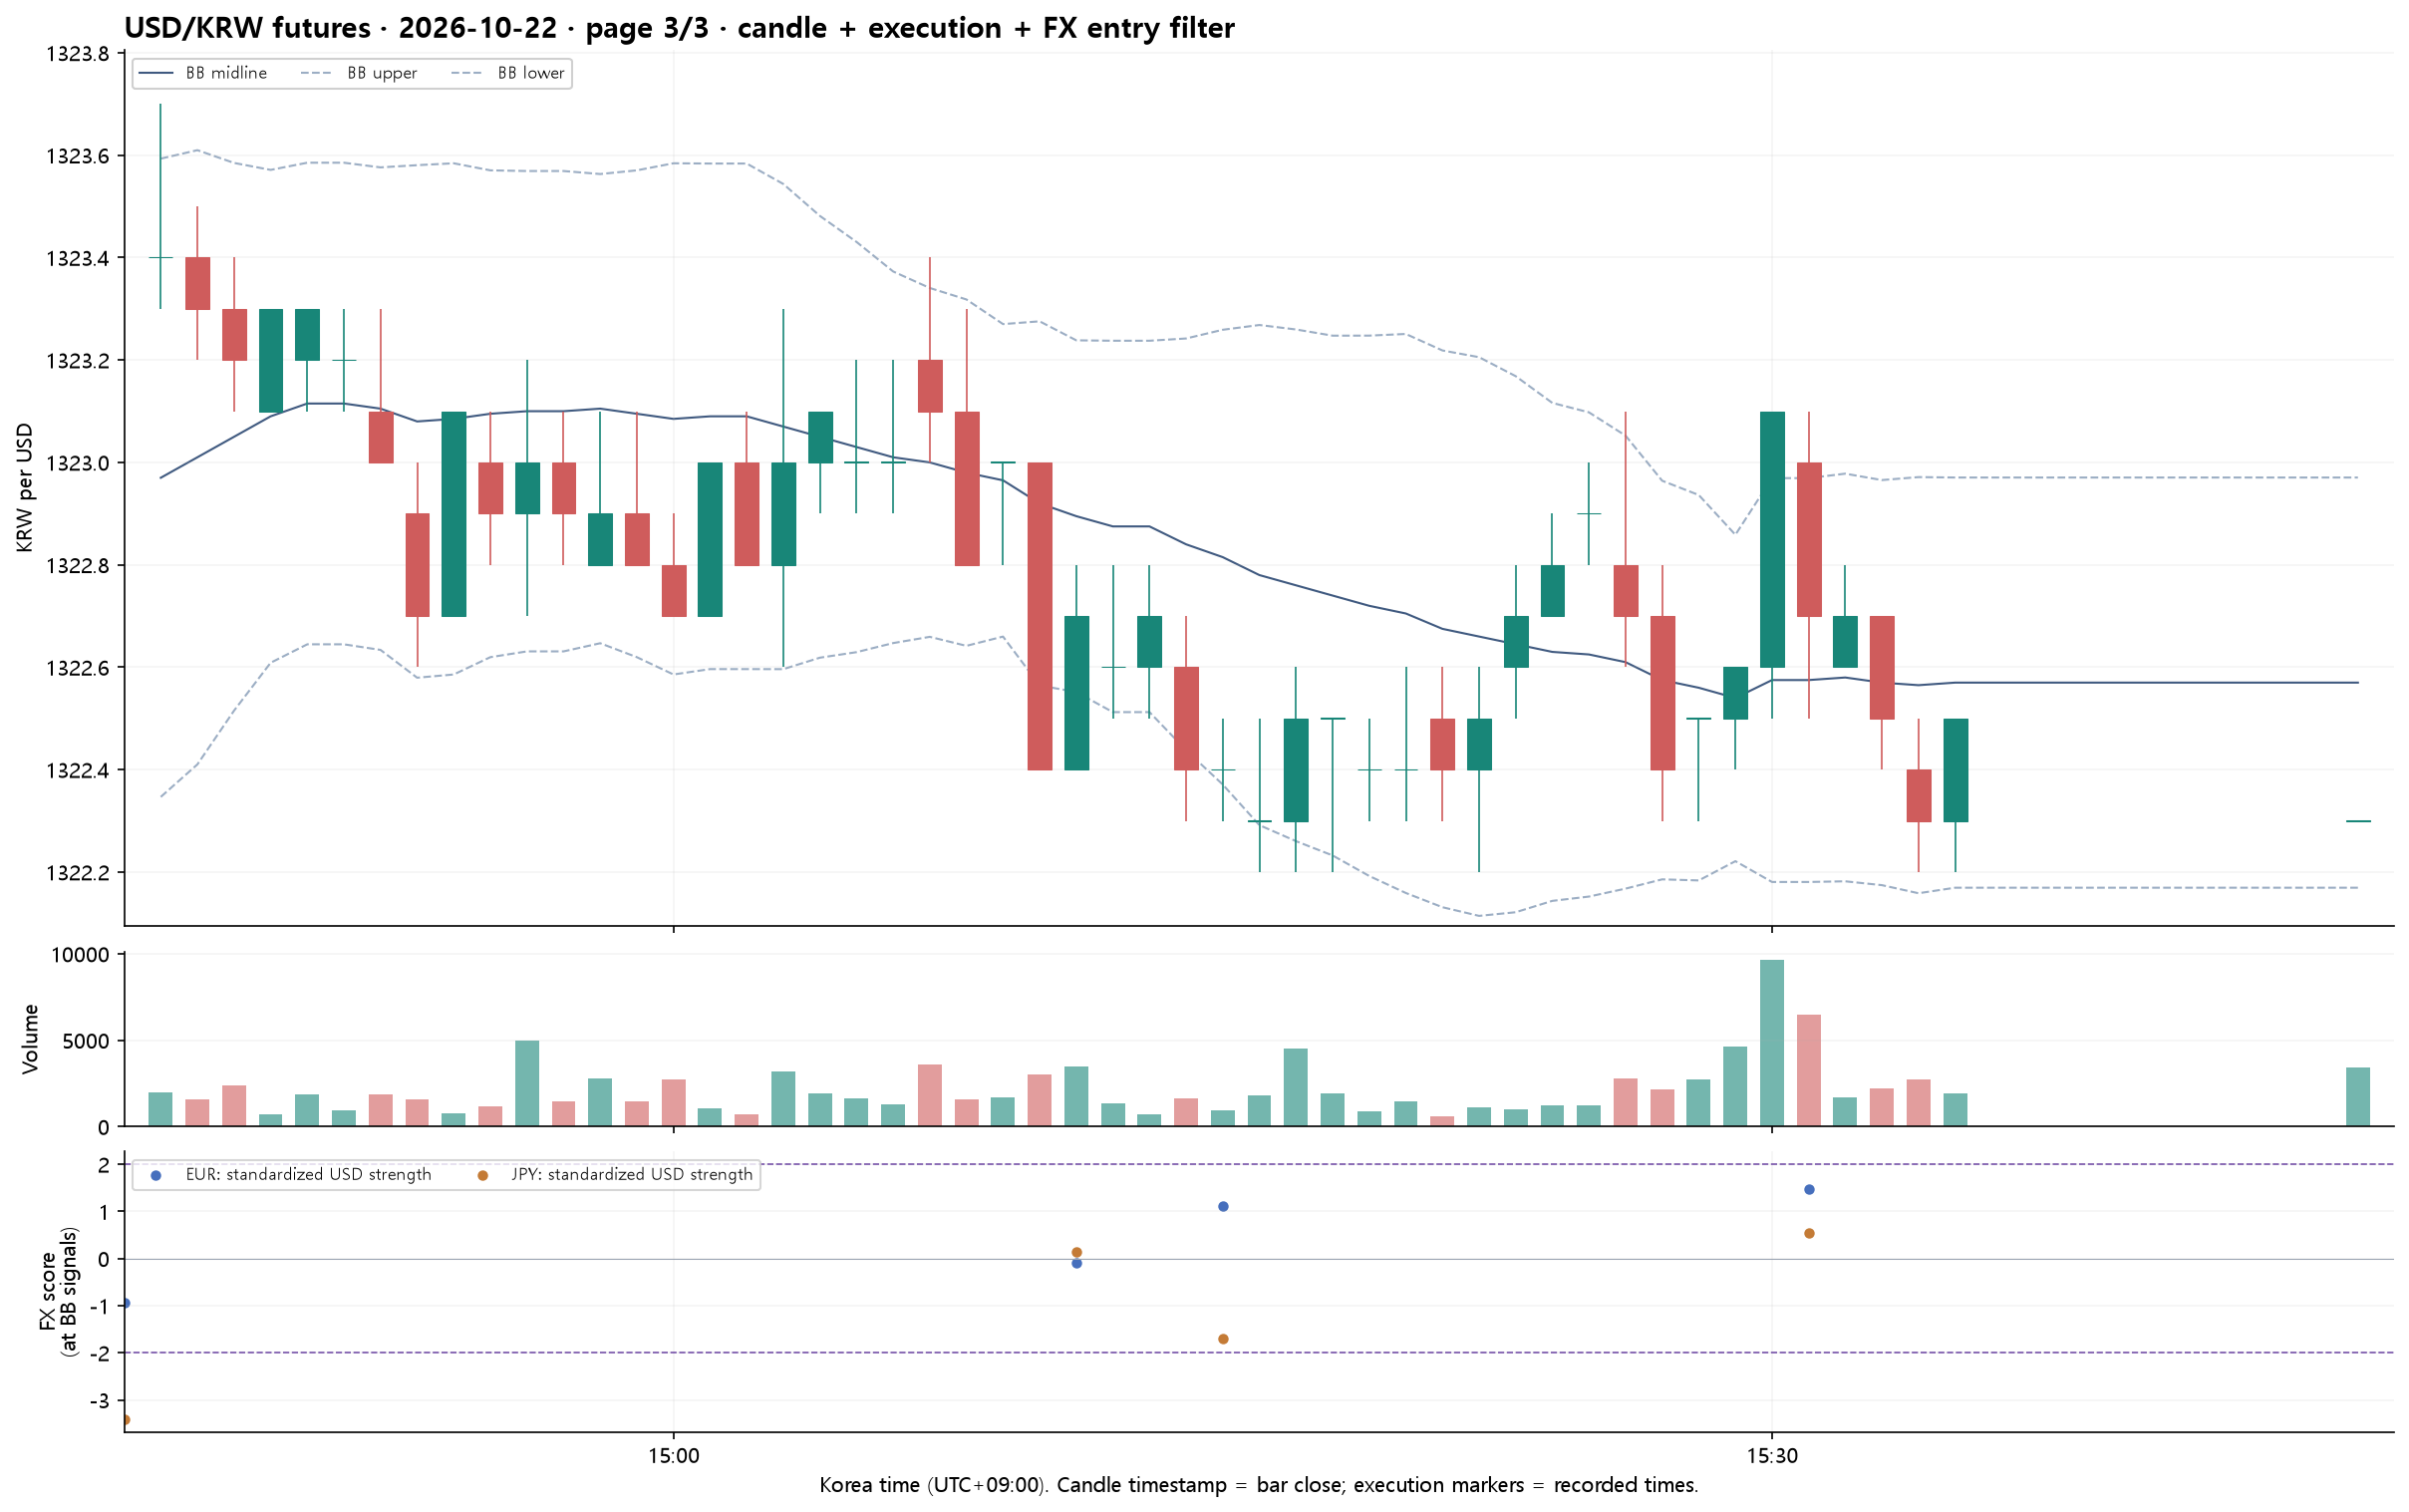 USD/KRW futures · 2026-10-22 · page 3/3 · candle + execution + FX entry filter
BB midline BB upper BB lower
KRW per USD
1323.8
1323.6
1323.4
1323.2
1323.0
1322.8
1322.6
1322.4
1322.2
Volume
10000
5000
0
EUR: standardized USD strength JPY: standardized USD strength
FX score
(at BB signals)
2
1
0
-1
-2
-3
15:00 15:30
Korea time (UTC+09:00). Candle timestamp = bar close; execution markers = recorded times.